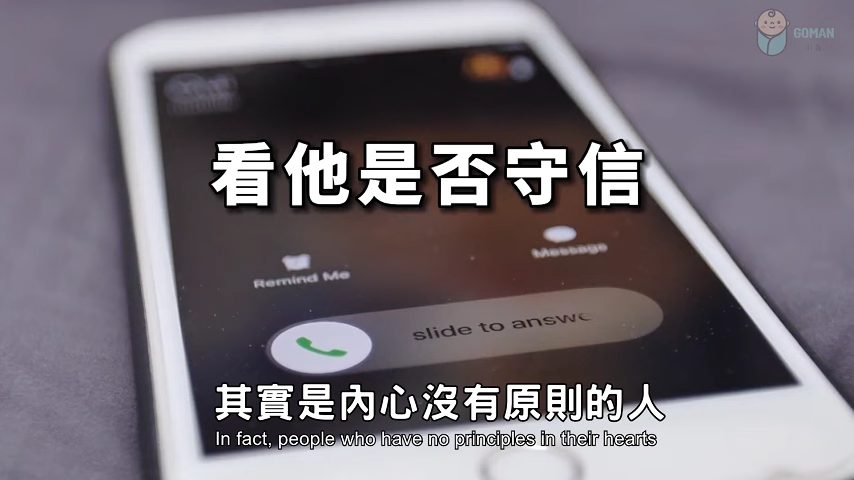 GOMAN
看他是否守信
Message
Remind Me
slide to answe
其實是內心沒有原則的人
In fact, people who have no principles in their hearts